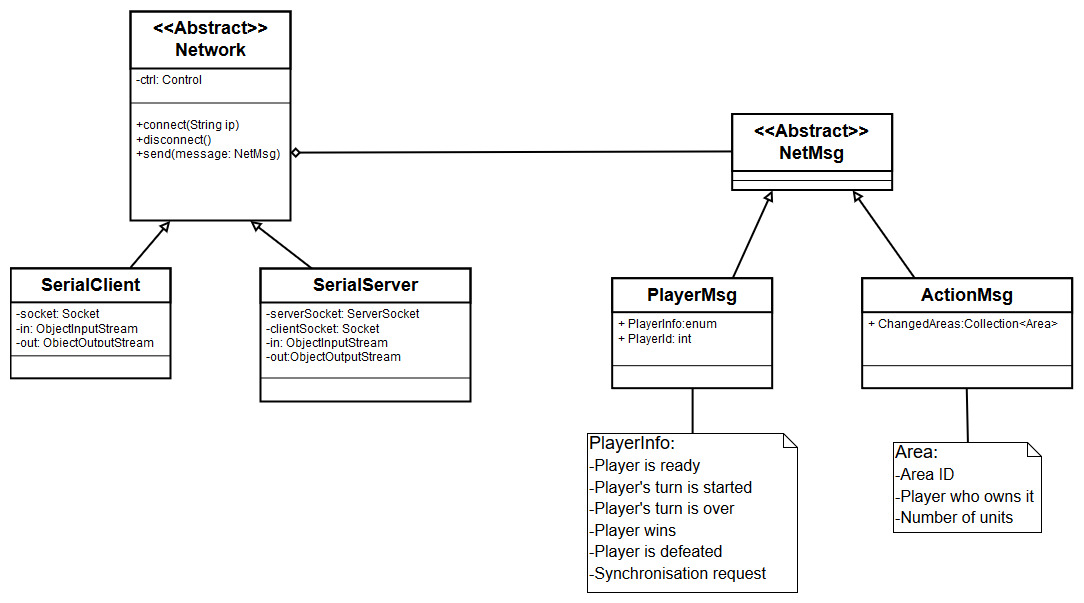 <<Abstract>>
Network
-ctrl: Control
+connect(String ip)
+disconnect()
+send(message: NetMsg)
<<Abstract>>
NetMsg
SerialClient
-socket: Socket
-in: ObjectInputStream
-out: ObjectOutputStream
SerialServer
-serverSocket: ServerSocket
-clientSocket: Socket
-in: ObjectInputStream
-out:ObjectOutputStream
PlayerMsg
+ PlayerInfo:enum
+ PlayerId: int
ActionMsg
+ ChangedAreas:Collection<Area>
PlayerInfo:
-Player is ready
-Player's turn is started
-Player's turn is over
-Player wins
-Player is defeated
-Synchronisation request
Area:
-Area ID
-Player who owns it
-Number of units